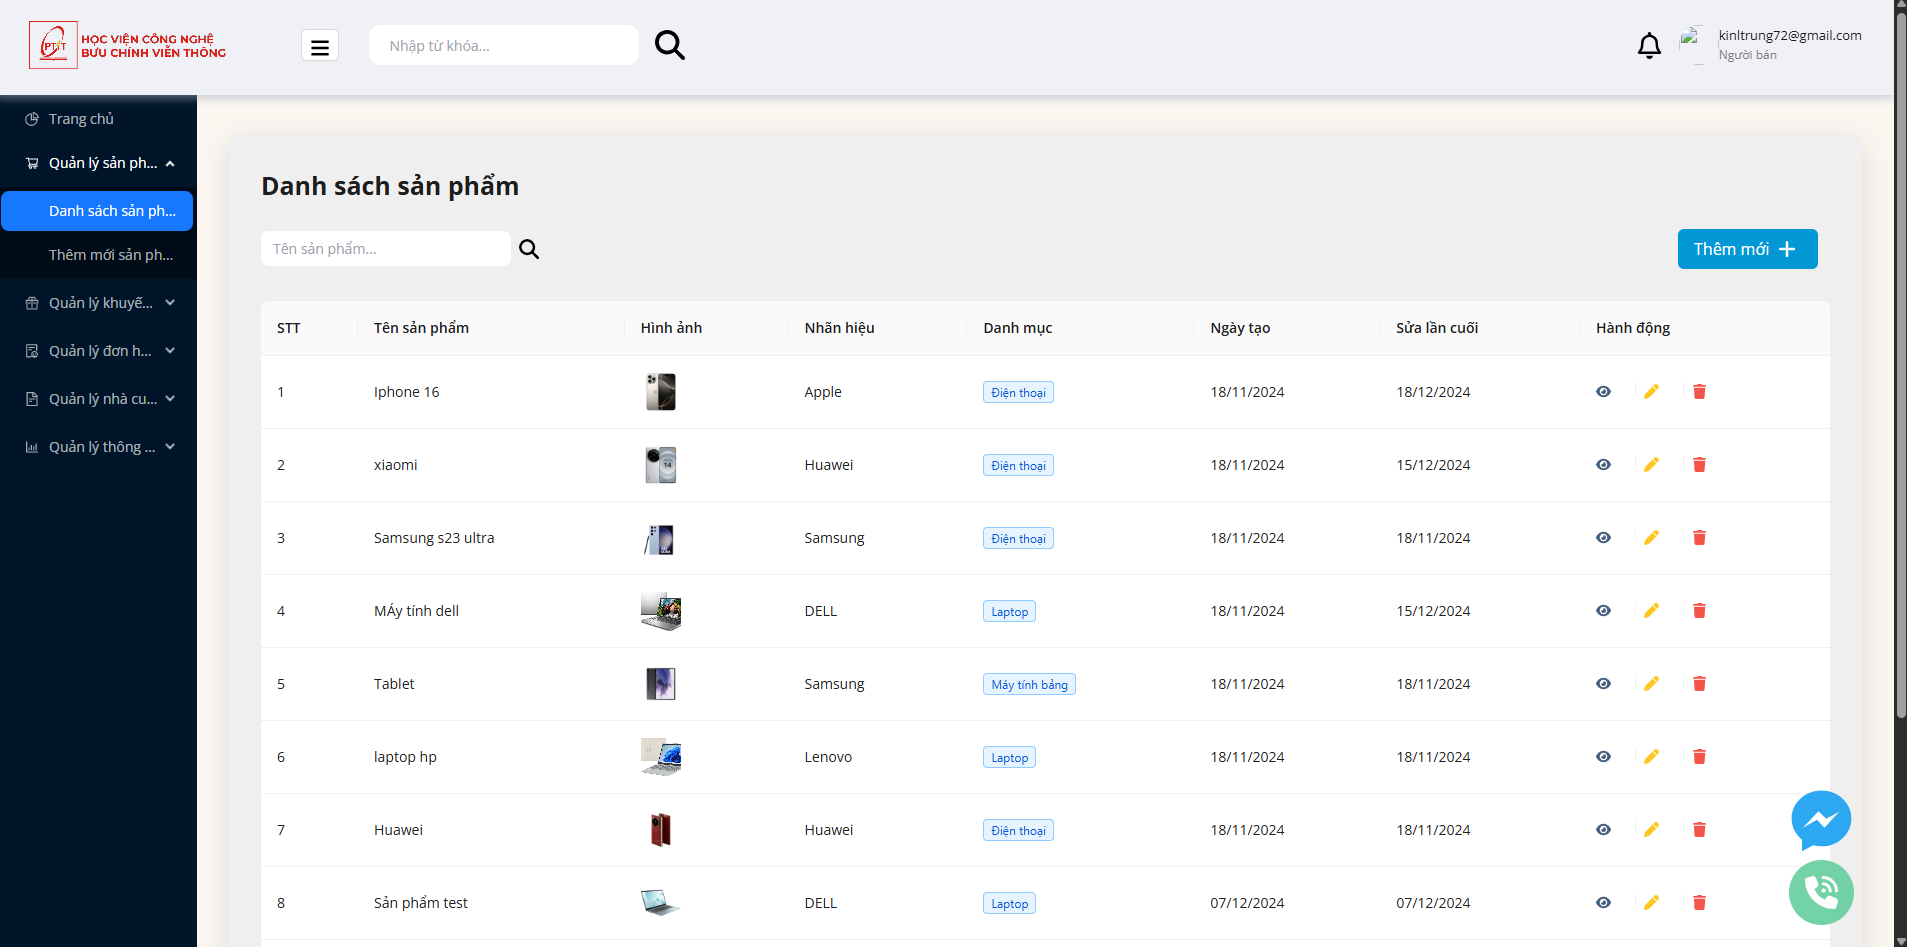 PTIT
HỌC VIỆN CÔNG NGHỆ
BƯU CHÍNH VIỄN THÔNG
Nhập từ khóa...
kinltrung72@gmail.com
Người bán
Trang chủ
Quản lý sản ph...
Danh sách sản ph...
Thêm mới sản ph...
Quản lý khuyế...
Quản lý đơn h...
Quản lý nhà cu...
Quản lý thông ...
Danh sách sản phẩm
Tên sản phẩm...
Thêm mới
STT Tên sản phẩm Hình ảnh Nhãn hiệu Danh mục Ngày tạo Sửa lần cuối Hành động
1 Iphone 16 Apple Điện thoại 18/11/2024 18/12/2024
2 xiaomi 14 Huawei Điện thoại 18/11/2024 15/12/2024
3 Samsung s23 ultra Samsung Điện thoại 18/11/2024 18/11/2024
4 MÁy tính dell DELL Laptop 18/11/2024 15/12/2024
5 Tablet Samsung Máy tính bảng 18/11/2024 18/11/2024
6 laptop hp Lenovo Laptop 18/11/2024 18/11/2024
7 Huawei Huawei Điện thoại 18/11/2024 18/11/2024
8 Sản phẩm test DELL Laptop 07/12/2024 07/12/2024